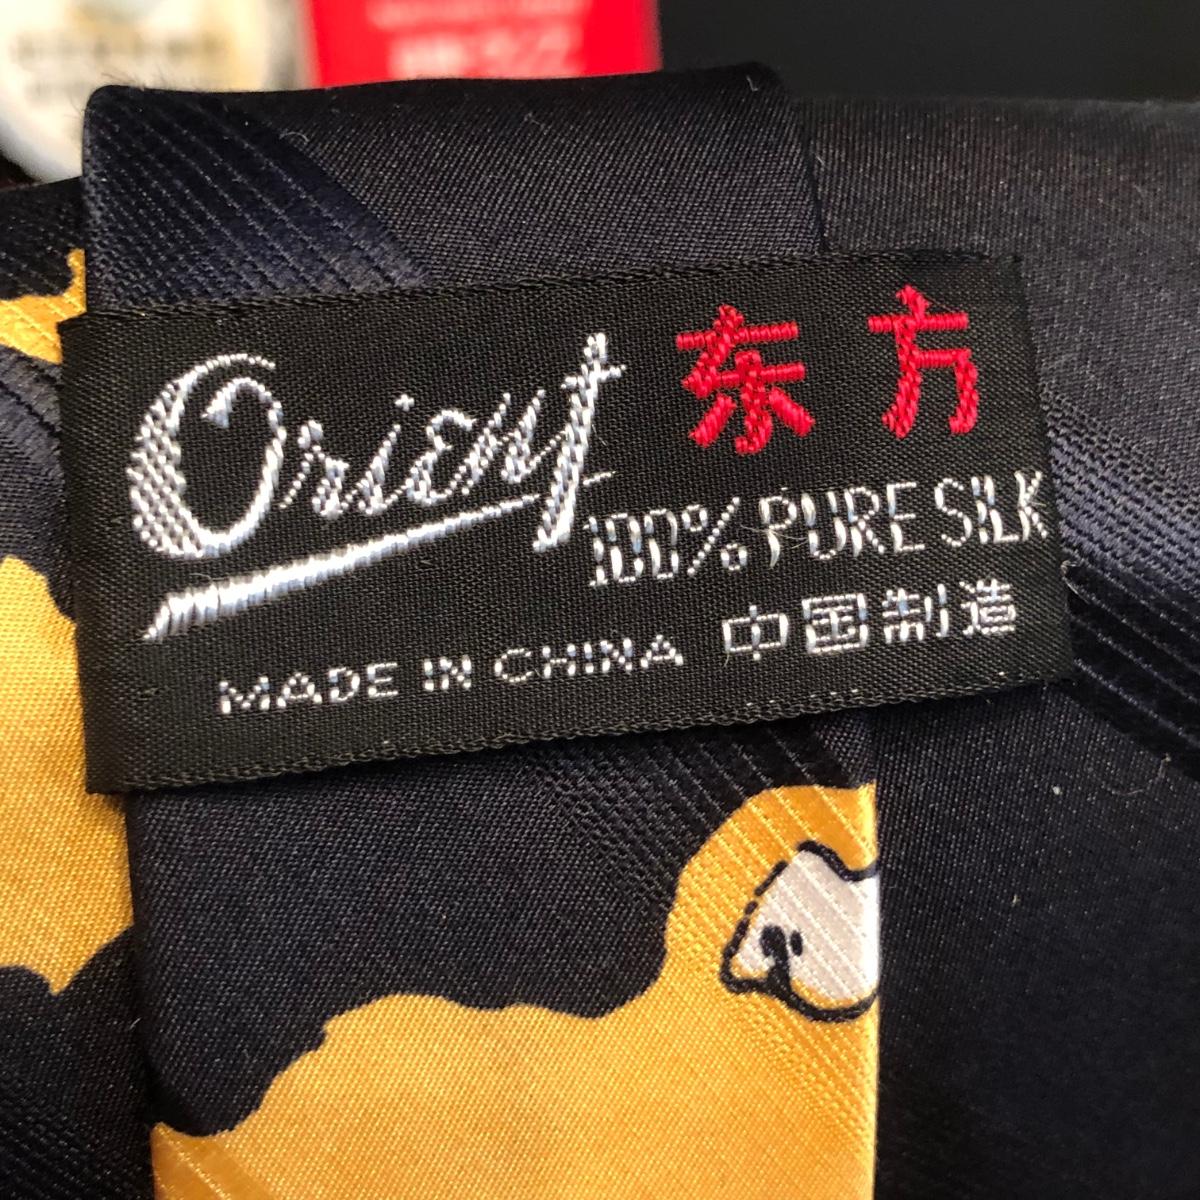 Orient 东方
100% PURE SILK
MADE IN CHINA 中国制造